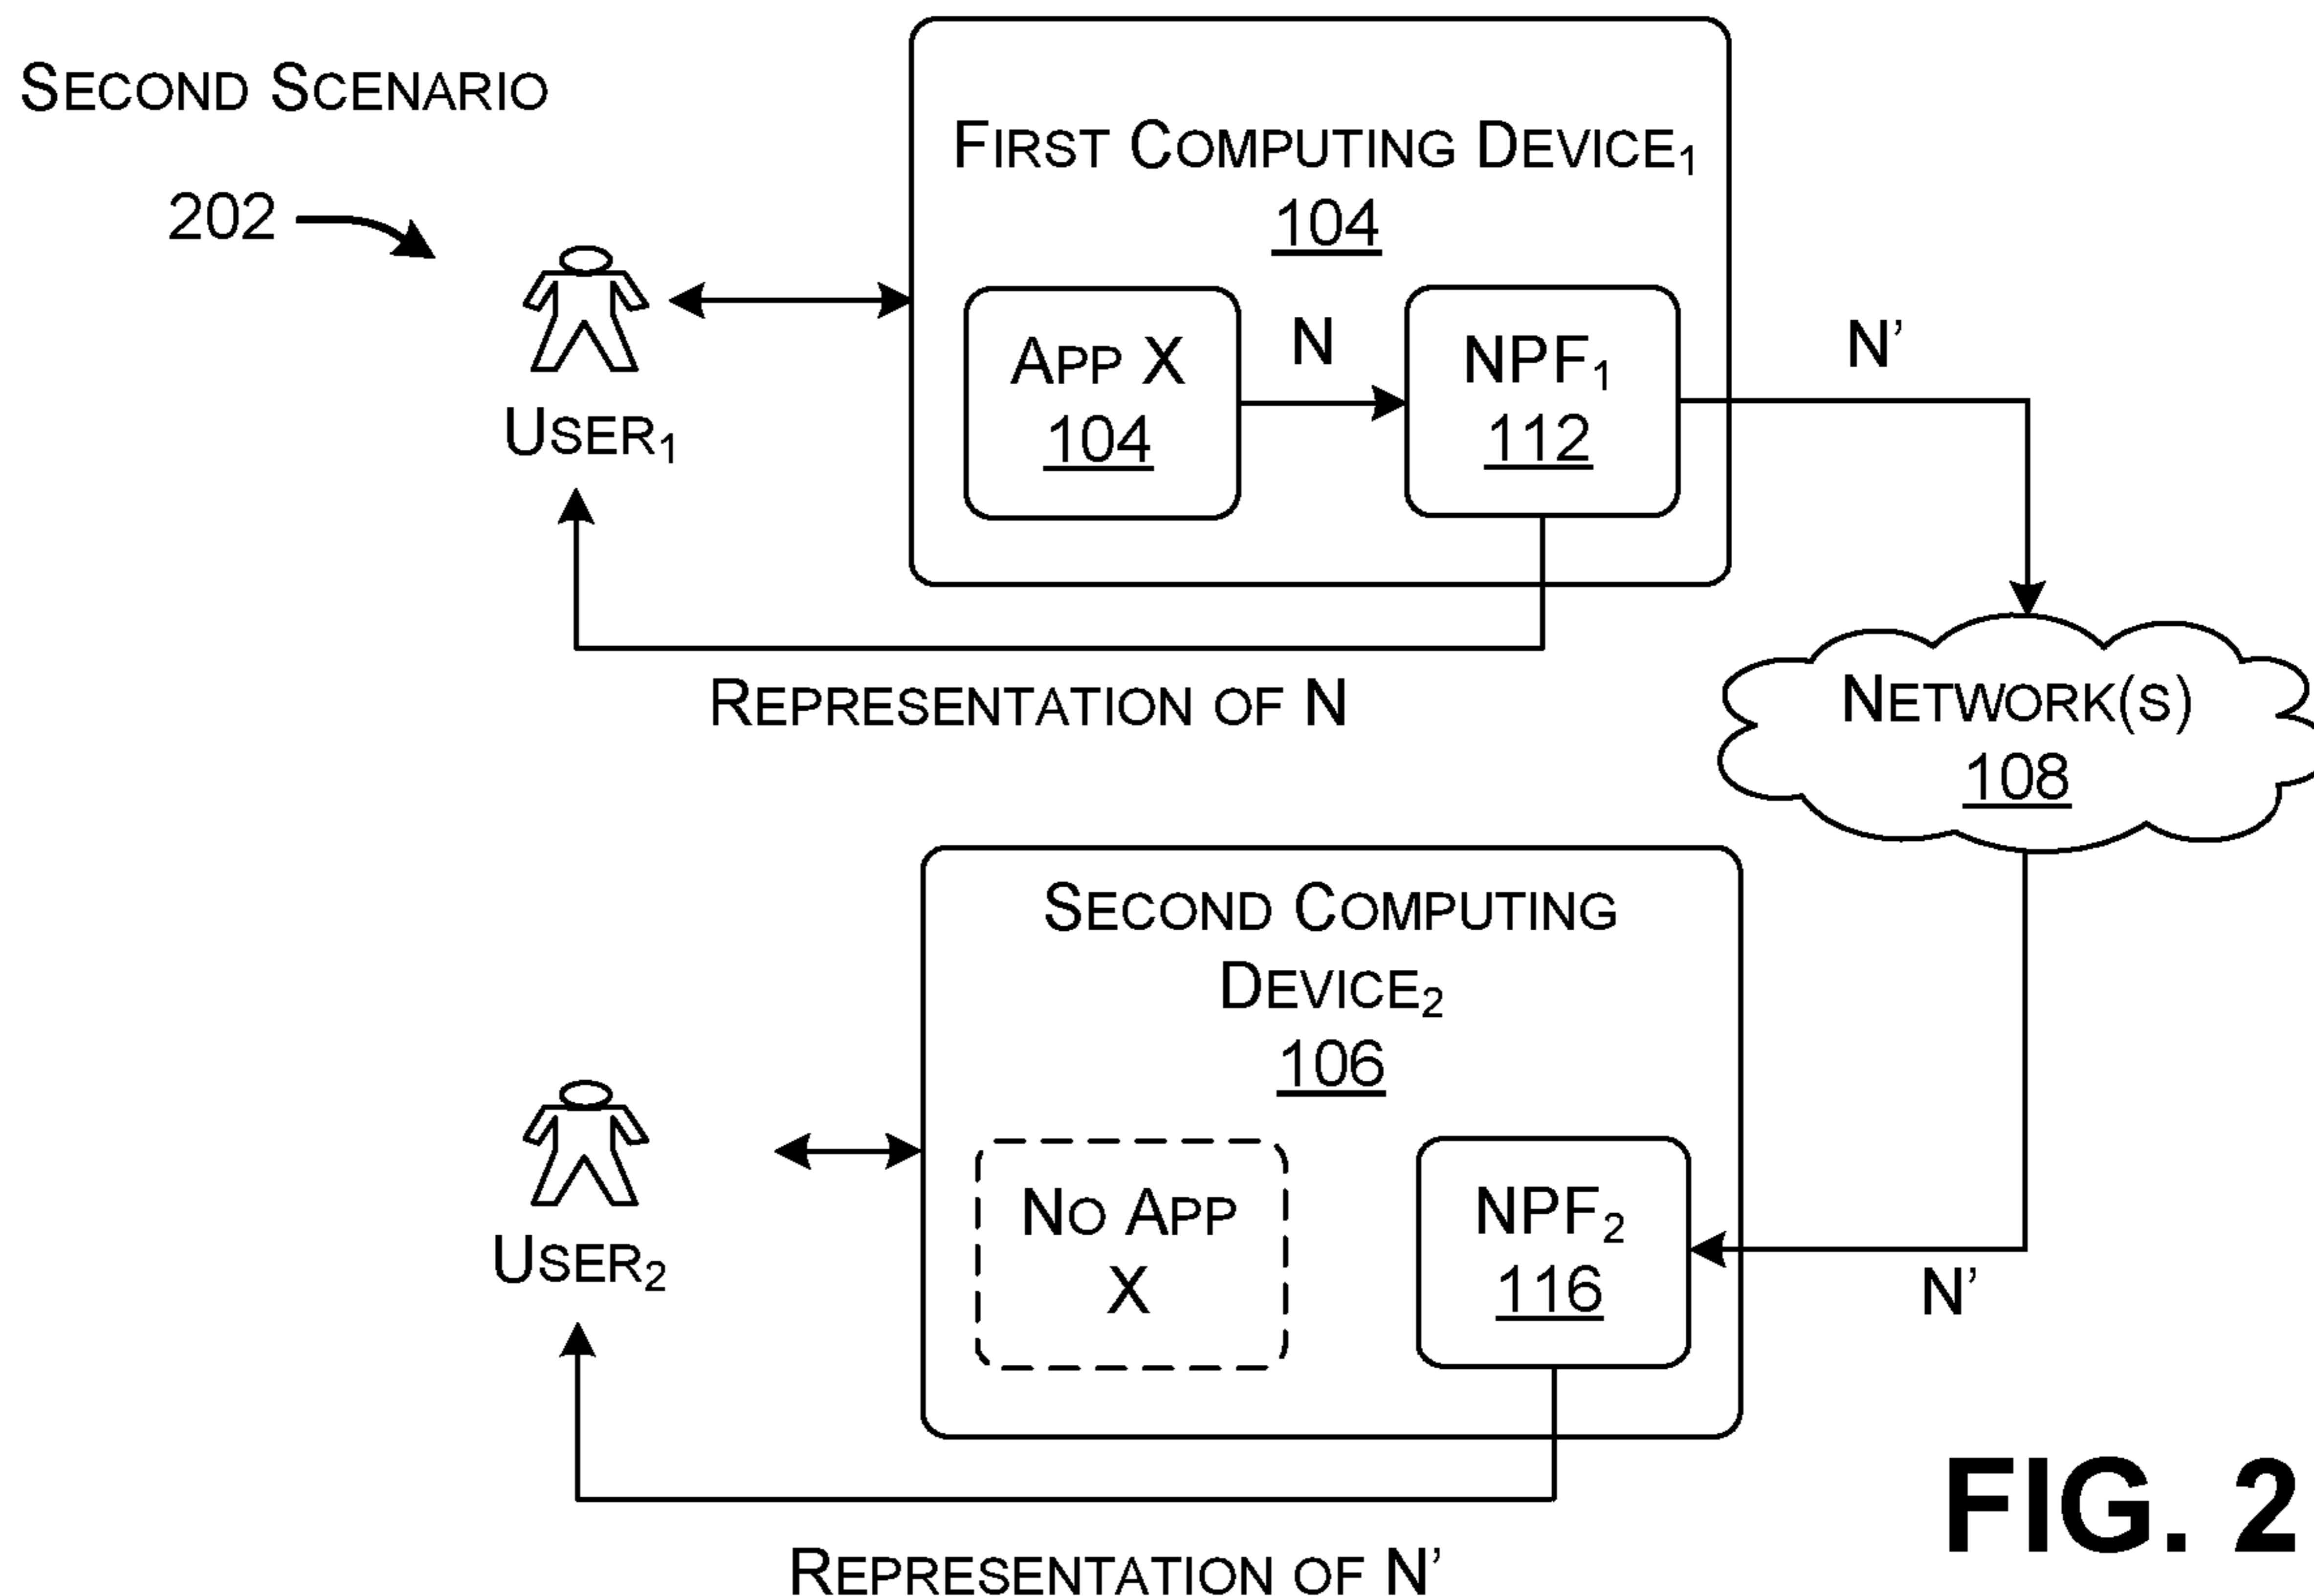 SECOND SCENARIO
202
FIRST COMPUTING DEVICE₁
104
APP X
104
N
NPF₁
112
N'
USER₁
REPRESENTATION OF N
NETWORK(S)
108
SECOND COMPUTING
DEVICE₂
106
NO APP
X
NPF₂
116
N'
USER₂
REPRESENTATION OF N'
FIG. 2